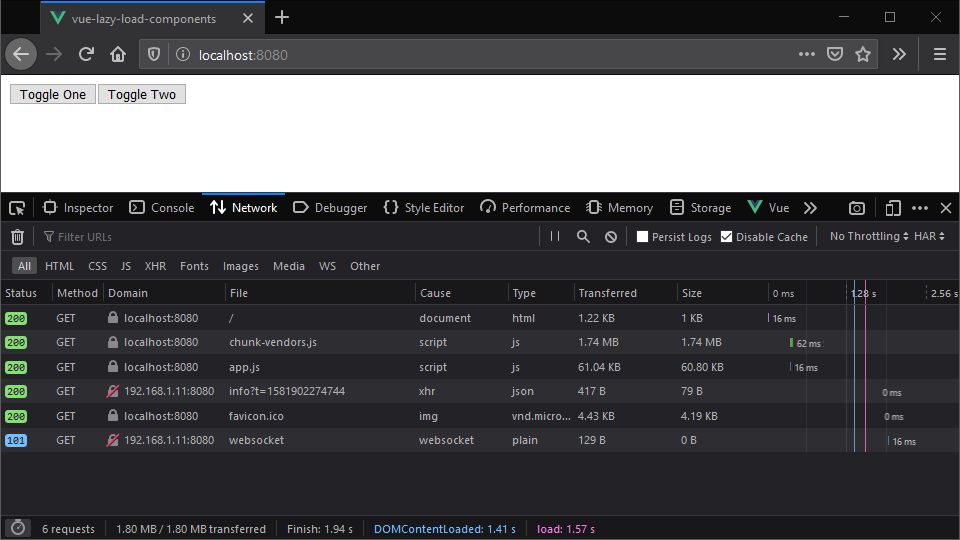 vue-lazy-load-components
localhost:8080
Toggle One Toggle Two
Inspector Console Network Debugger Style Editor Performance Memory Storage Vue
Filter URLs Persist Logs Disable Cache No Throttling HAR
All HTML CSS JS XHR Fonts Images Media WS Other
Status Method Domain File Cause Type Transferred Size 0 ms 1.28 s 2.56 s
200 GET localhost:8080 / document html 1.22 KB 1 KB 16 ms
200 GET localhost:8080 chunk-vendors.js script js 1.74 MB 1.74 MB 62 ms
200 GET localhost:8080 app.js script js 61.04 KB 60.80 KB 16 ms
200 GET 192.168.1.11:8080 info?t=1581902274744 xhr json 417 B 79 B 0 ms
200 GET localhost:8080 favicon.ico img vnd.micro... 4.43 KB 4.19 KB 0 ms
101 GET 192.168.1.11:8080 websocket websocket plain 129 B 0 B 16 ms
6 requests 1.80 MB / 1.80 MB transferred Finish: 1.94 s DOMContentLoaded: 1.41 s load: 1.57 s